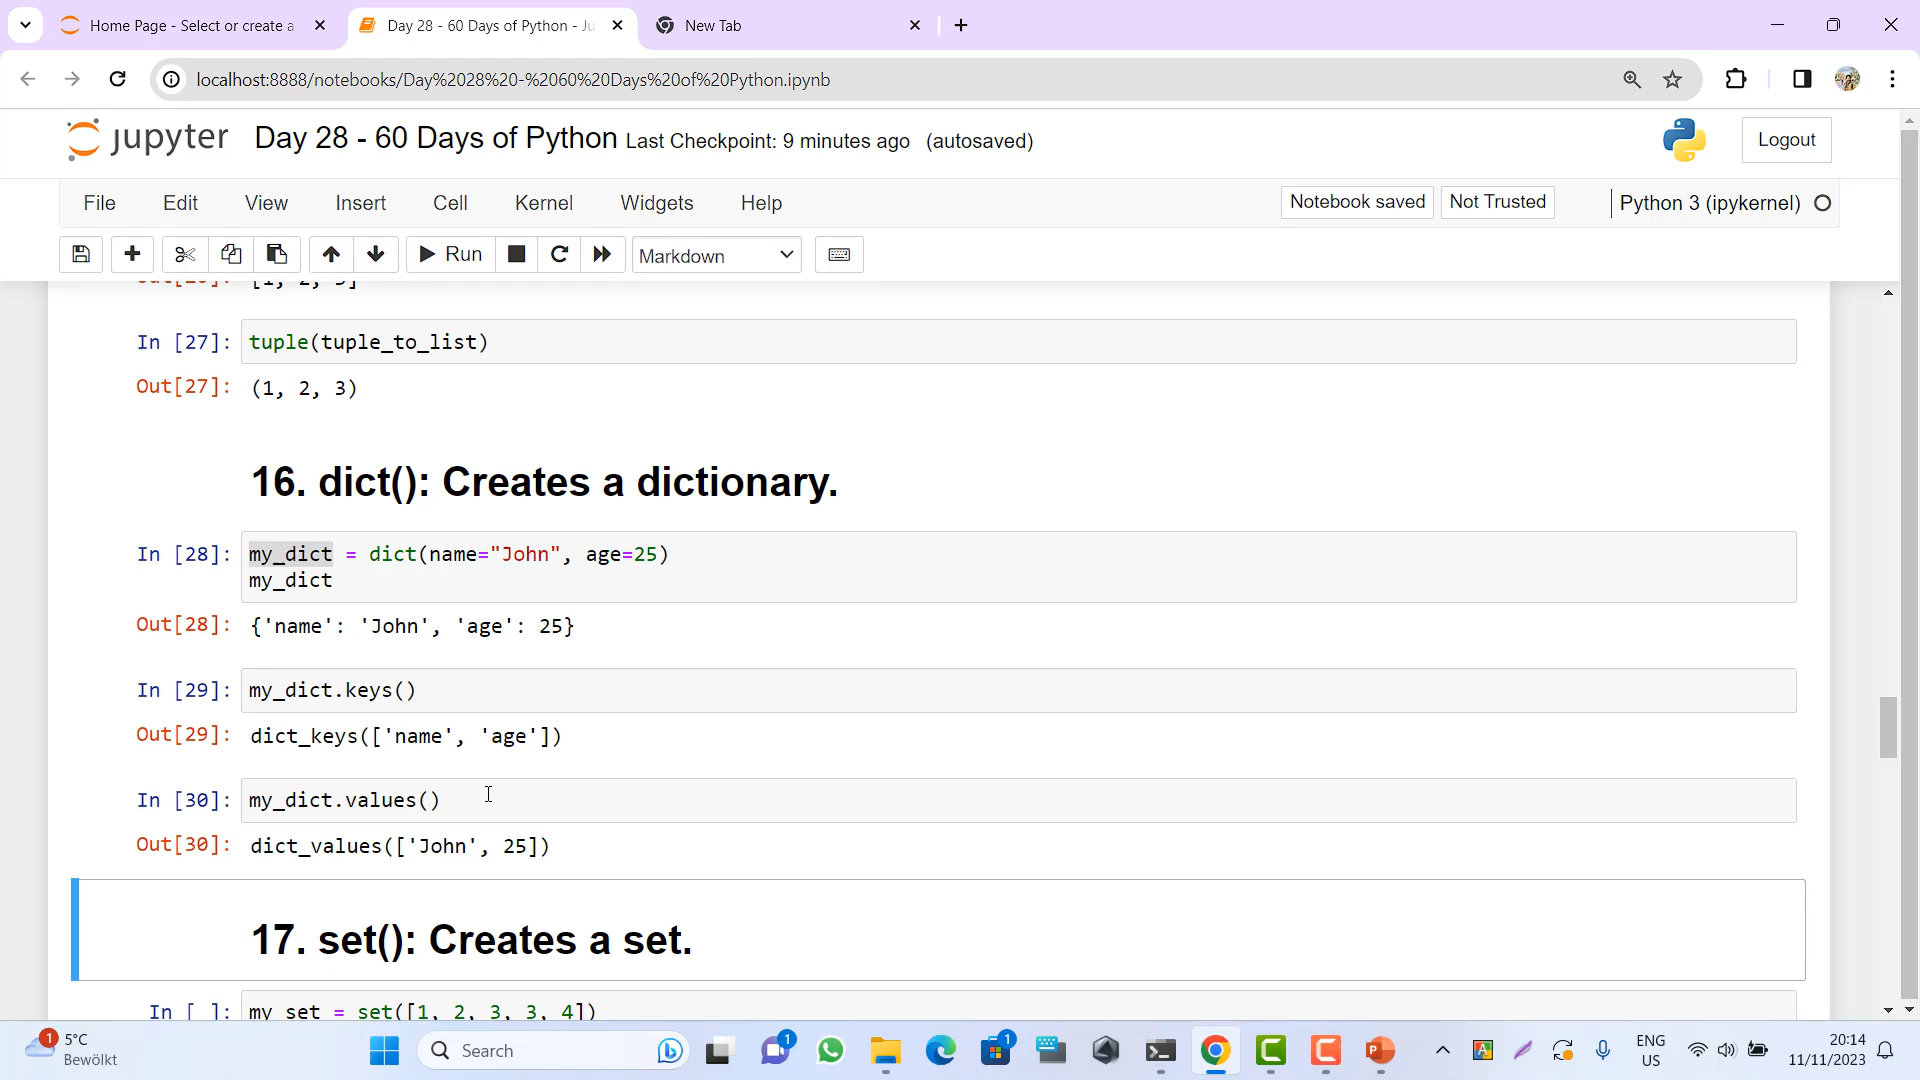 Home Page - Select or create a
Day 28 - 60 Days of Python - Ju
New Tab
localhost:8888/notebooks/Day%2028%20-%2060%20Days%20of%20Python.ipynb
jupyter Day 28 - 60 Days of Python Last Checkpoint: 9 minutes ago (autosaved)
Logout
File Edit View Insert Cell Kernel Widgets Help
Notebook saved Not Trusted Python 3 (ipykernel)
Run Markdown
In [27]: tuple(tuple_to_list)
Out[27]: (1, 2, 3)
16. dict(): Creates a dictionary.
In [28]: my_dict = dict(name="John", age=25)
my_dict
Out[28]: {'name': 'John', 'age': 25}
In [29]: my_dict.keys()
Out[29]: dict_keys(['name', 'age'])
In [30]: my_dict.values()
Out[30]: dict_values(['John', 25])
17. set(): Creates a set.
In [ ]: my_set = set([1, 2, 3, 3, 4])
1
5°C
Bewölkt
Search
1
1
ENG
US
20:14
11/11/2023